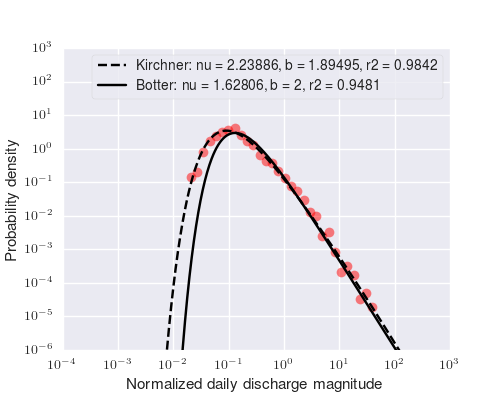 Kirchner: nu = 2.23886, b = 1.89495, r2 = 0.9842
Botter: nu = 1.62806, b = 2, r2 = 0.9481
10³
10²
10¹
10⁰
10⁻¹
10⁻²
10⁻³
10⁻⁴
10⁻⁵
10⁻⁶
Probability density
10⁻⁴ 10⁻³ 10⁻² 10⁻¹ 10⁰ 10¹ 10² 10³
Normalized daily discharge magnitude